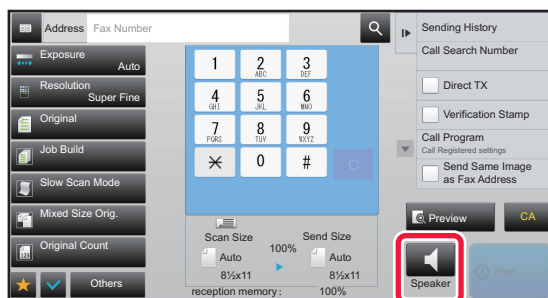 Address Fax Number
Exposure
Auto
Resolution
Super Fine
Original
Job Build
Slow Scan Mode
Mixed Size Orig.
Original Count
Others
1
2
ABC
3
DEF
4
GHI
5
JKL
6
MNO
7
PQRS
8
TUV
9
WXYZ
0
#
C
Scan Size
100%
Send Size
Auto
Auto
8½x11
8½x11
reception memory: 100%
Sending History
Call Search Number
Direct TX
Verification Stamp
Call Program
Call Registered settings
Send Same Image
as Fax Address
Preview
CA
Speaker
Start